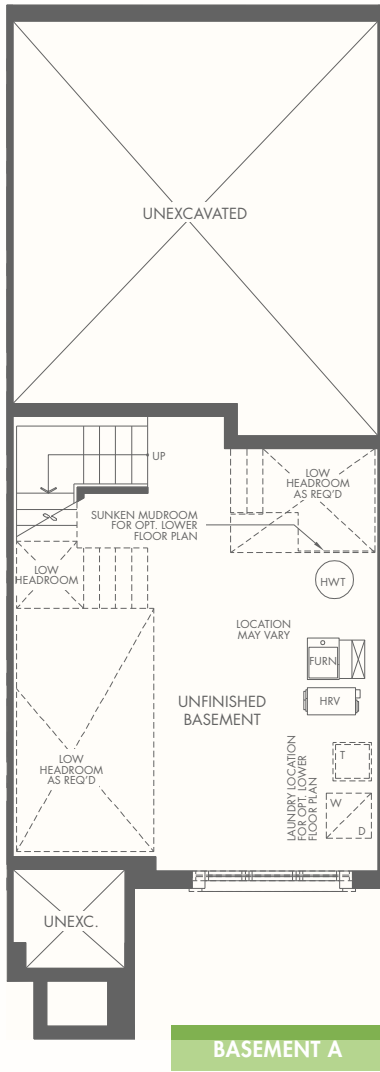 UNEXCAVATED
UP
LOW
HEADROOM
AS REQ'D
SUNKEN MUDROOM
FOR OPT. LOWER
FLOOR PLAN
LOW
HEADROOM
HWT
LOCATION
MAY VARY
FURN.
HRV
UNFINISHED
BASEMENT
LOW
HEADROOM
AS REQ'D
LAUNDRY LOCATION
FOR OPT. LOWER
FLOOR PLAN
T
W
D
UNEXC.
BASEMENT A